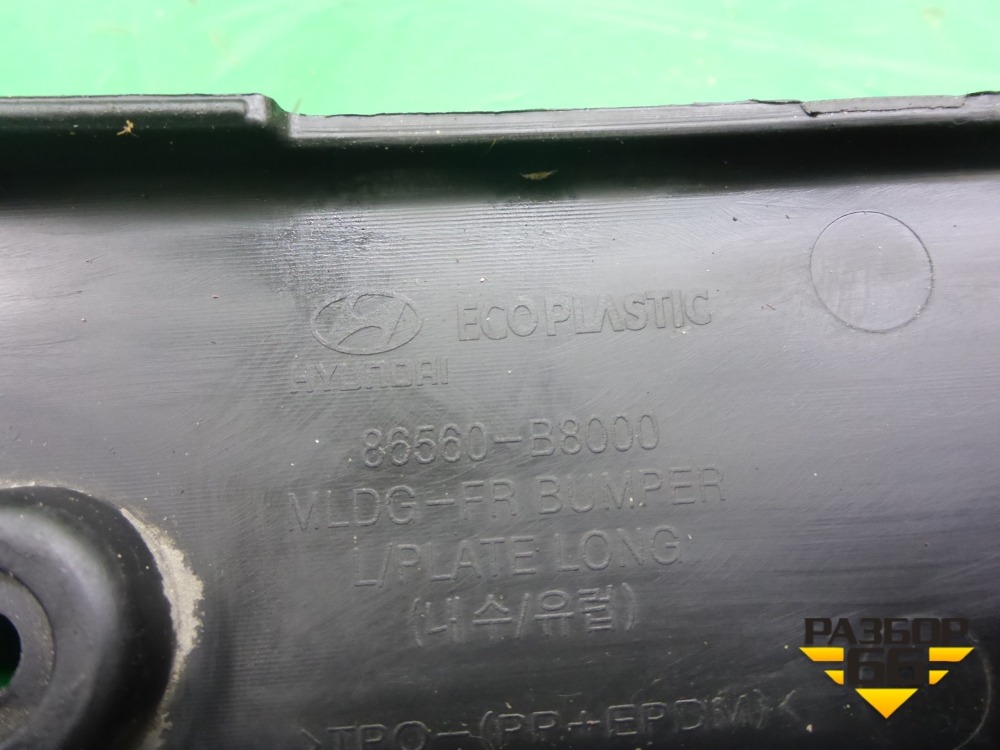 ECOPLASTIC
HYUNDAI
86560-B8000
MLDG-FR BUMPER
L/PLATE LONG
(내수/유럽)
>TPO-(PP+EPDM)<
РАЗБОР
66